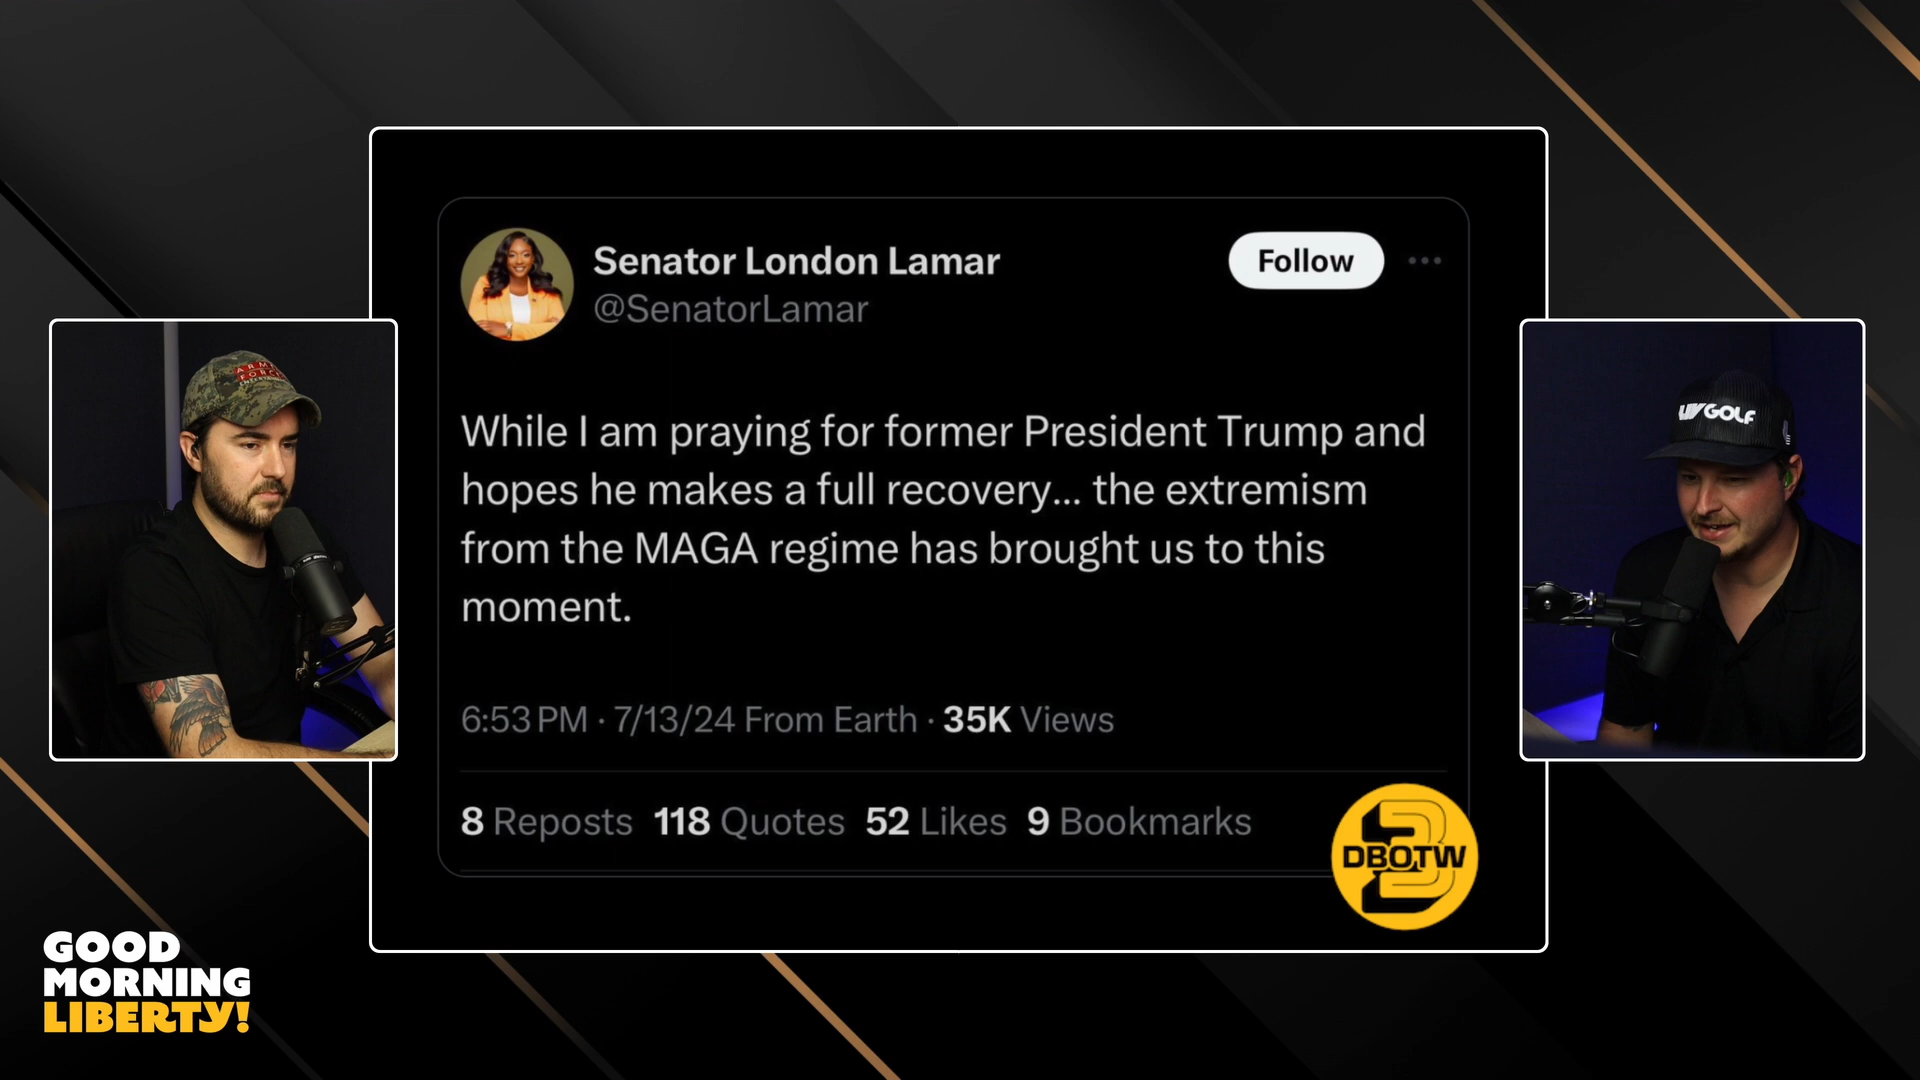 Senator London Lamar
@SenatorLamar
Follow
While I am praying for former President Trump and
hopes he makes a full recovery... the extremism
from the MAGA regime has brought us to this
moment.
6:53 PM · 7/13/24 From Earth · 35K Views
8 Reposts 118 Quotes 52 Likes 9 Bookmarks
DBOTW
LIV GOLF
GOOD
MORNING
LIBERTY!